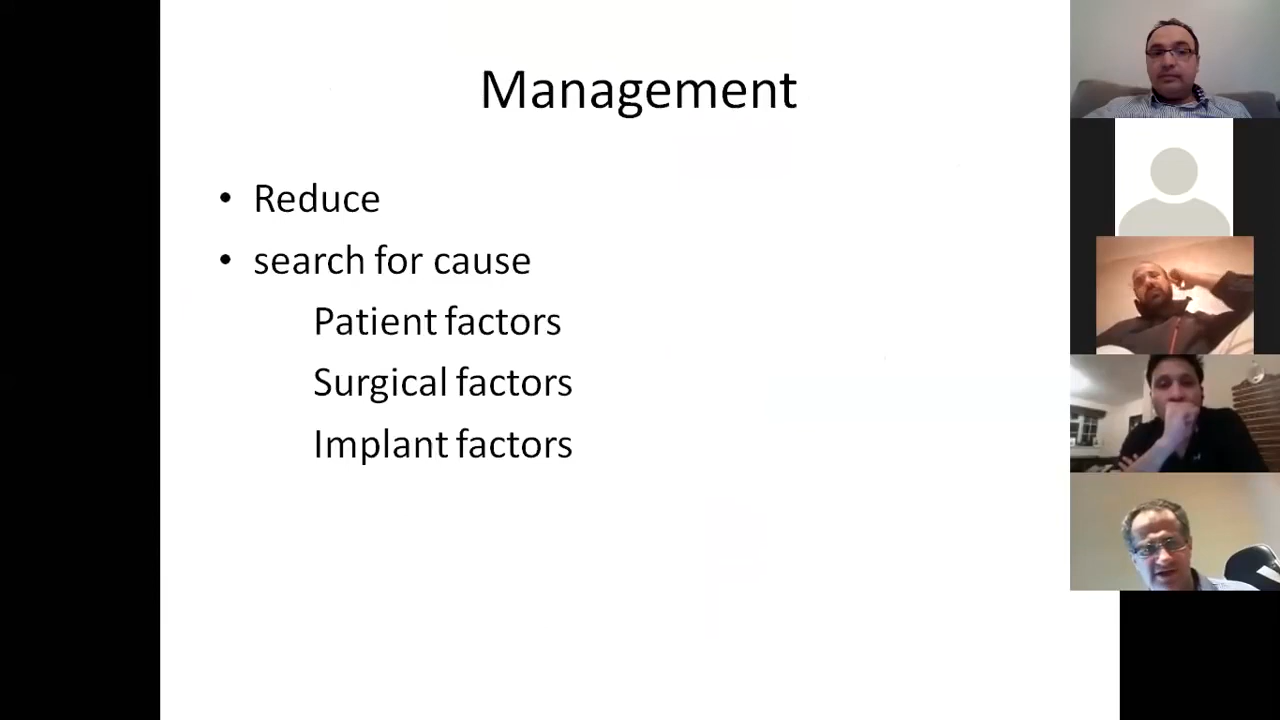 Management
• Reduce
• search for cause
Patient factors
Surgical factors
Implant factors